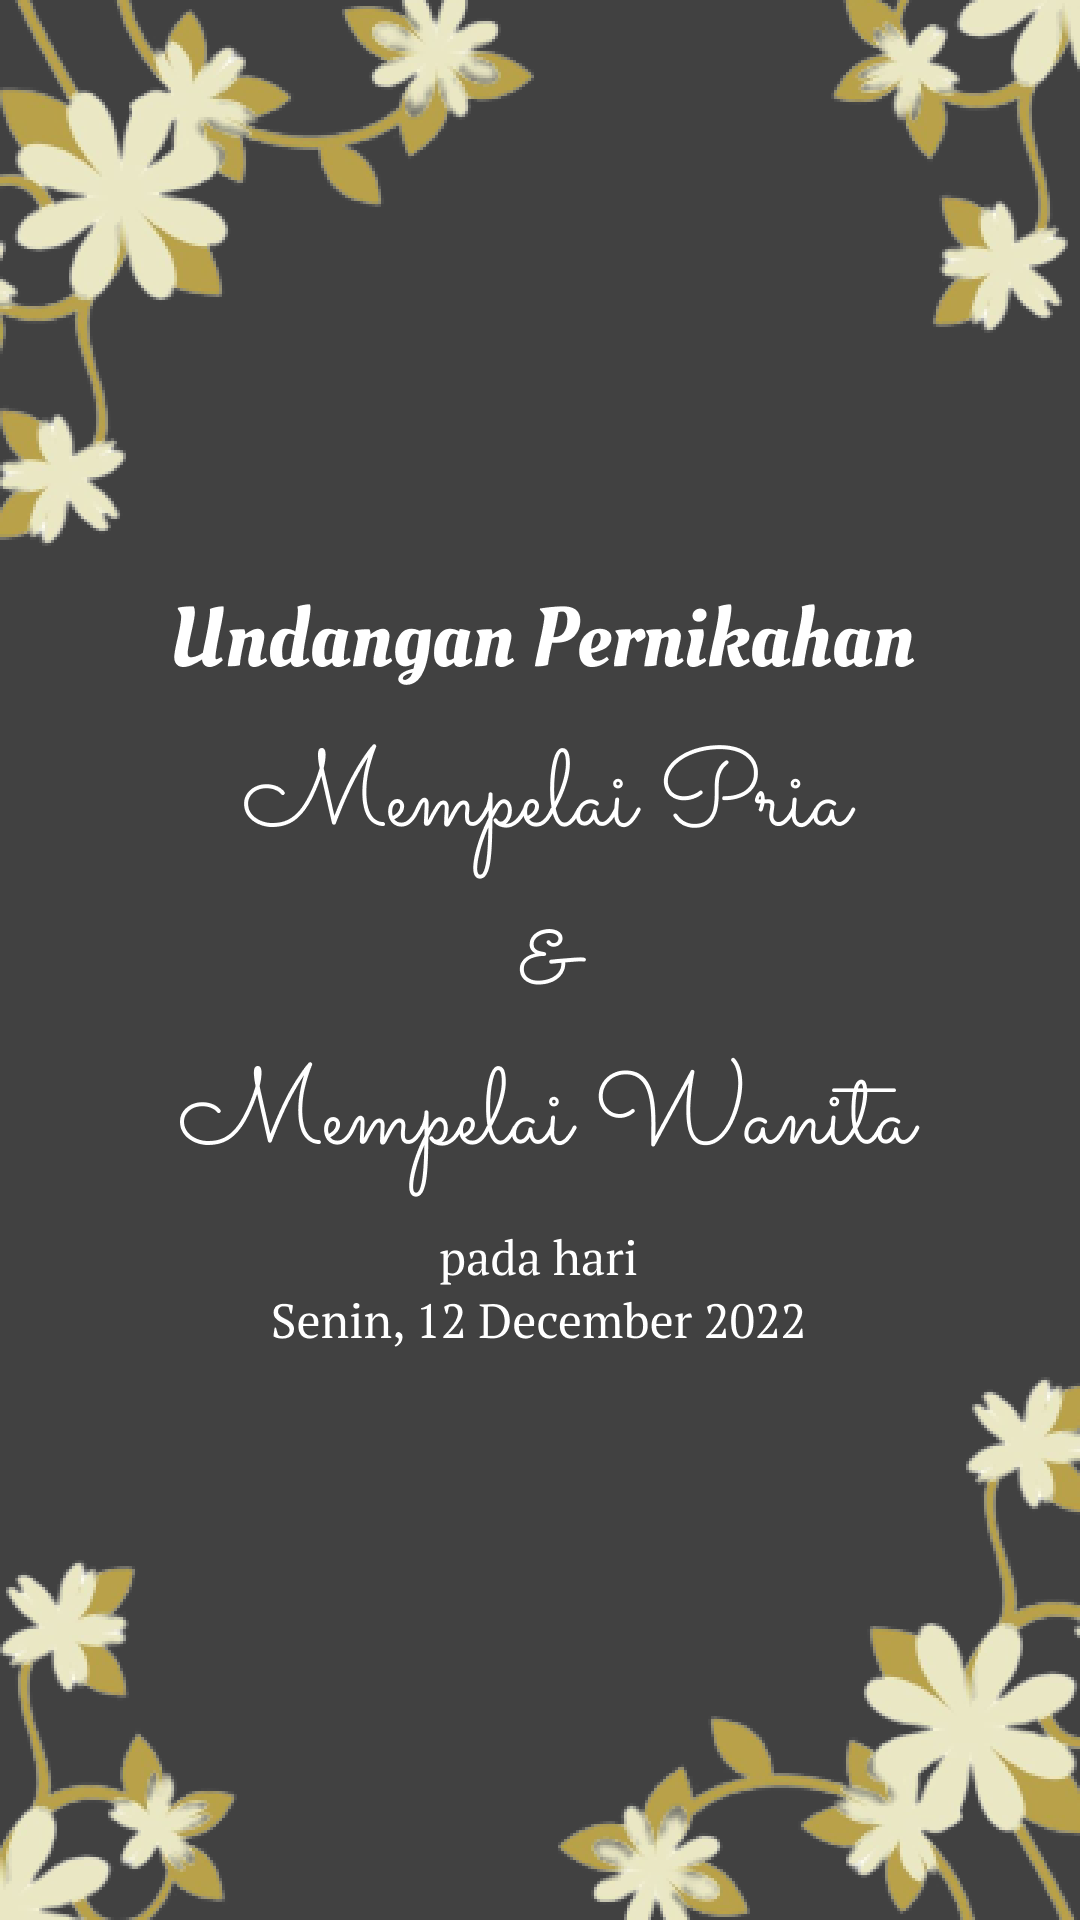 Undangan Pernikahan
Mempelai Pria
&
Mempelai Wanita
pada hari
Senin, 12 December 2022